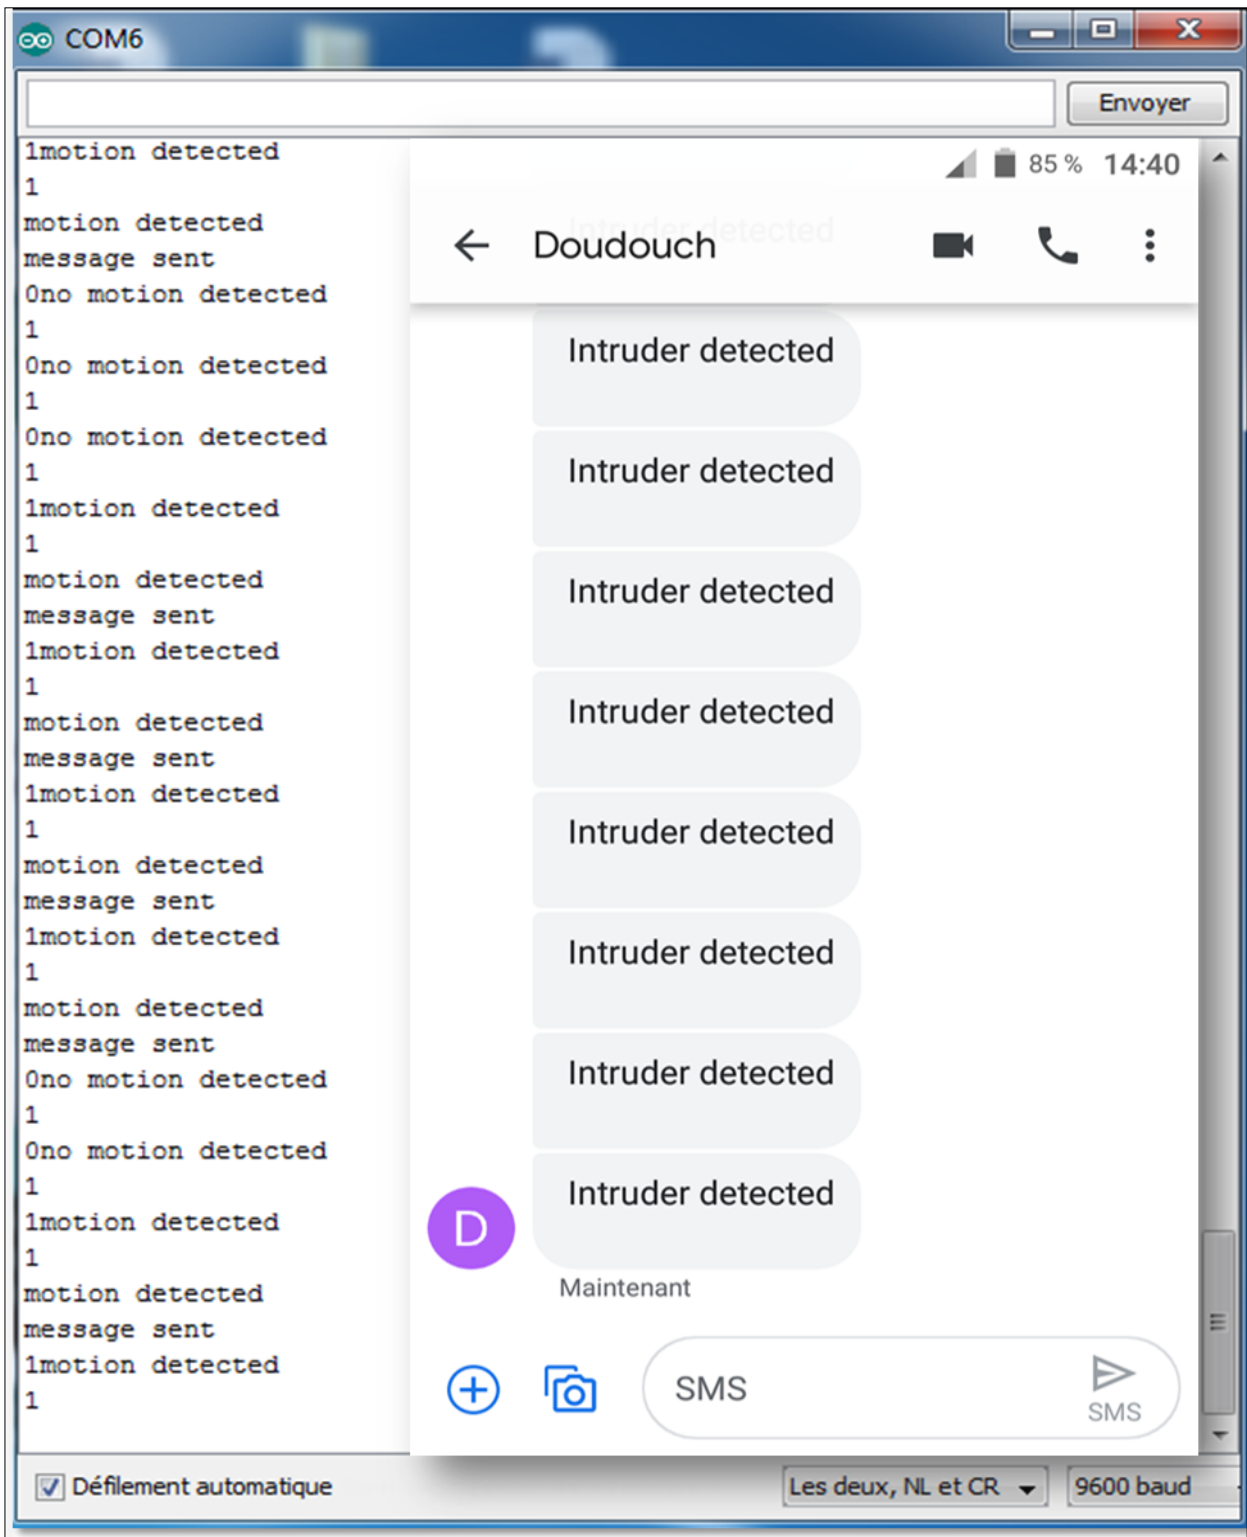 COM6
Envoyer
1motion detected
1
motion detected
message sent
0no motion detected
1
0no motion detected
1
0no motion detected
1
1motion detected
1
motion detected
message sent
1motion detected
1
motion detected
message sent
1motion detected
1
motion detected
message sent
1motion detected
1
motion detected
message sent
0no motion detected
1
0no motion detected
1
1motion detected
1
motion detected
message sent
1motion detected
1
85 % 14:40
Intruder detected
Doudouch
Intruder detected
Intruder detected
Intruder detected
Intruder detected
Intruder detected
Intruder detected
Intruder detected
Intruder detected
D
Maintenant
SMS
SMS
Défilement automatique
Les deux, NL et CR
9600 baud